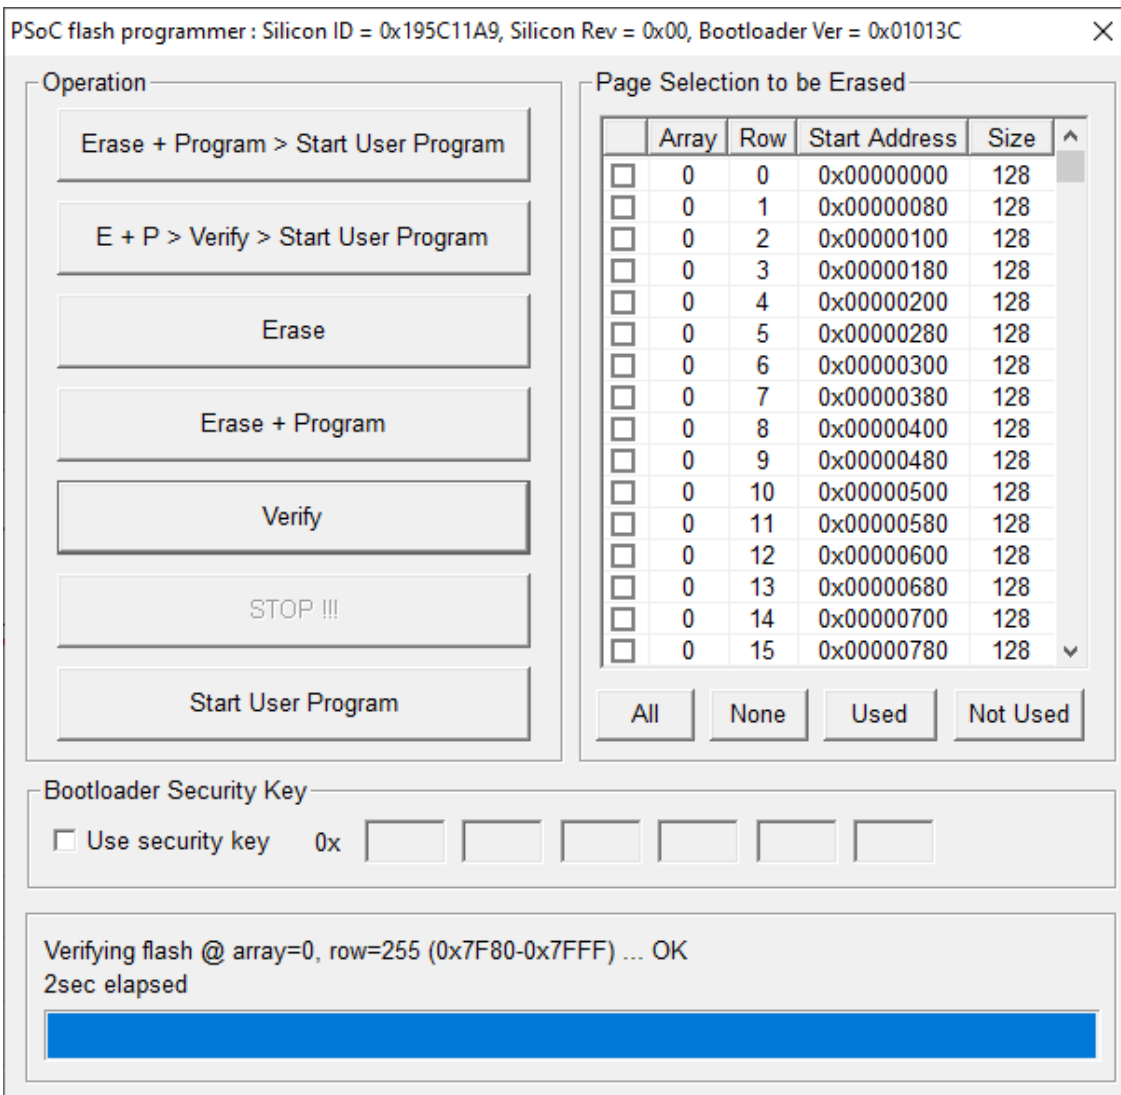 PSoC flash programmer : Silicon ID = 0x195C11A9, Silicon Rev = 0x00, Bootloader Ver = 0x01013C
Operation
Erase + Program > Start User Program
E + P > Verify > Start User Program
Erase
Erase + Program
Verify
STOP !!!
Start User Program
Page Selection to be Erased
Array Row Start Address Size
0 0 0x00000000 128
0 1 0x00000080 128
0 2 0x00000100 128
0 3 0x00000180 128
0 4 0x00000200 128
0 5 0x00000280 128
0 6 0x00000300 128
0 7 0x00000380 128
0 8 0x00000400 128
0 9 0x00000480 128
0 10 0x00000500 128
0 11 0x00000580 128
0 12 0x00000600 128
0 13 0x00000680 128
0 14 0x00000700 128
0 15 0x00000780 128
All None Used Not Used
Bootloader Security Key
Use security key 0x
Verifying flash @ array=0, row=255 (0x7F80-0x7FFF) ... OK
2sec elapsed